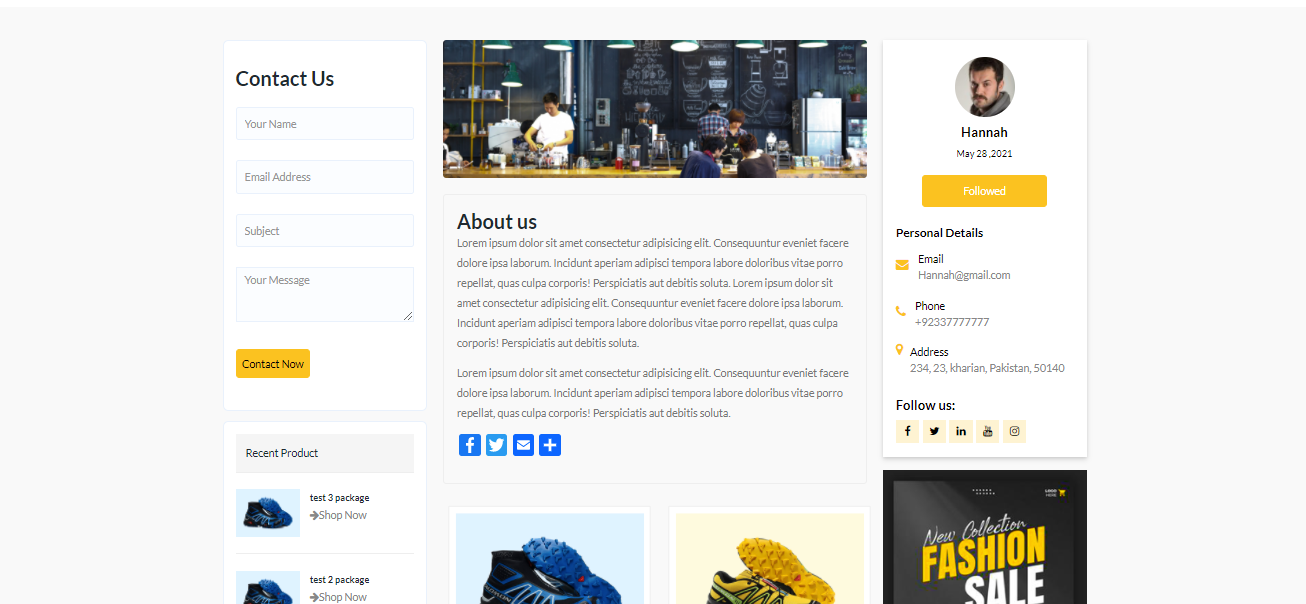 Contact Us
Your Name
Email Address
Subject
Your Message
Contact Now
Recent Product
test 3 package
Shop Now
test 2 package
Shop Now
About us
Lorem ipsum dolor sit amet consectetur adipisicing elit. Consequuntur eveniet facere
dolore ipsa laborum. Incidunt aperiam adipisci tempora labore doloribus vitae porro
repellat, quas culpa corporis! Perspiciatis aut debitis soluta. Lorem ipsum dolor sit
amet consectetur adipisicing elit. Consequuntur eveniet facere dolore ipsa laborum.
Incidunt aperiam adipisci tempora labore doloribus vitae porro repellat, quas culpa
corporis! Perspiciatis aut debitis soluta.
Lorem ipsum dolor sit amet consectetur adipisicing elit. Consequuntur eveniet facere
dolore ipsa laborum. Incidunt aperiam adipisci tempora labore doloribus vitae porro
repellat, quas culpa corporis! Perspiciatis aut debitis soluta.
Hannah
May 28 ,2021
Followed
Personal Details
Email
Hannah@gmail.com
Phone
+92337777777
Address
234, 23, kharian, Pakistan, 50140
Follow us:
New Collection
FASHION
SALE